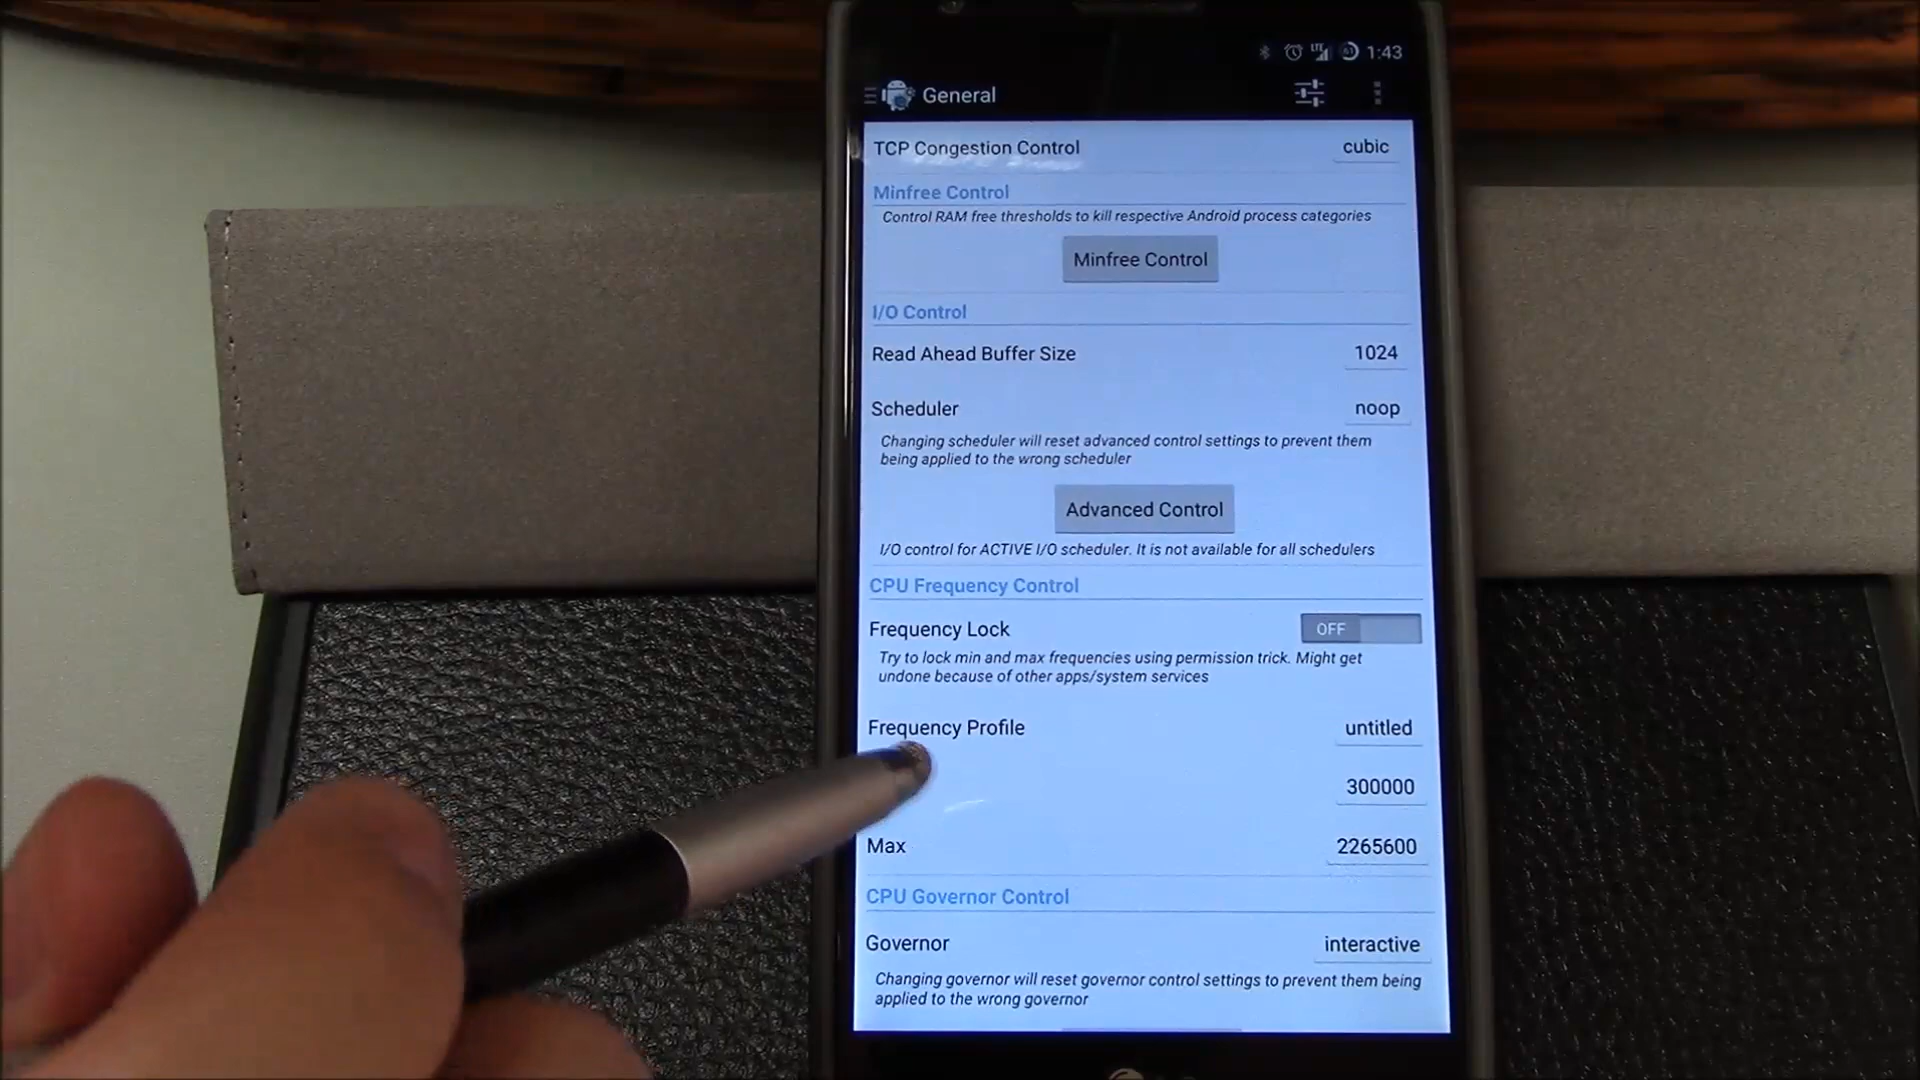 1:43
General
TCP Congestion Control cubic
Minfree Control
Control RAM free thresholds to kill respective Android process categories
Minfree Control
I/O Control
Read Ahead Buffer Size 1024
Scheduler noop
Changing scheduler will reset advanced control settings to prevent them
being applied to the wrong scheduler
Advanced Control
I/O control for ACTIVE I/O scheduler. It is not available for all schedulers
CPU Frequency Control
Frequency Lock OFF
Try to lock min and max frequencies using permission trick. Might get
undone because of other apps/system services
Frequency Profile untitled
300000
Max 2265600
CPU Governor Control
Governor interactive
Changing governor will reset governor control settings to prevent them being
applied to the wrong governor